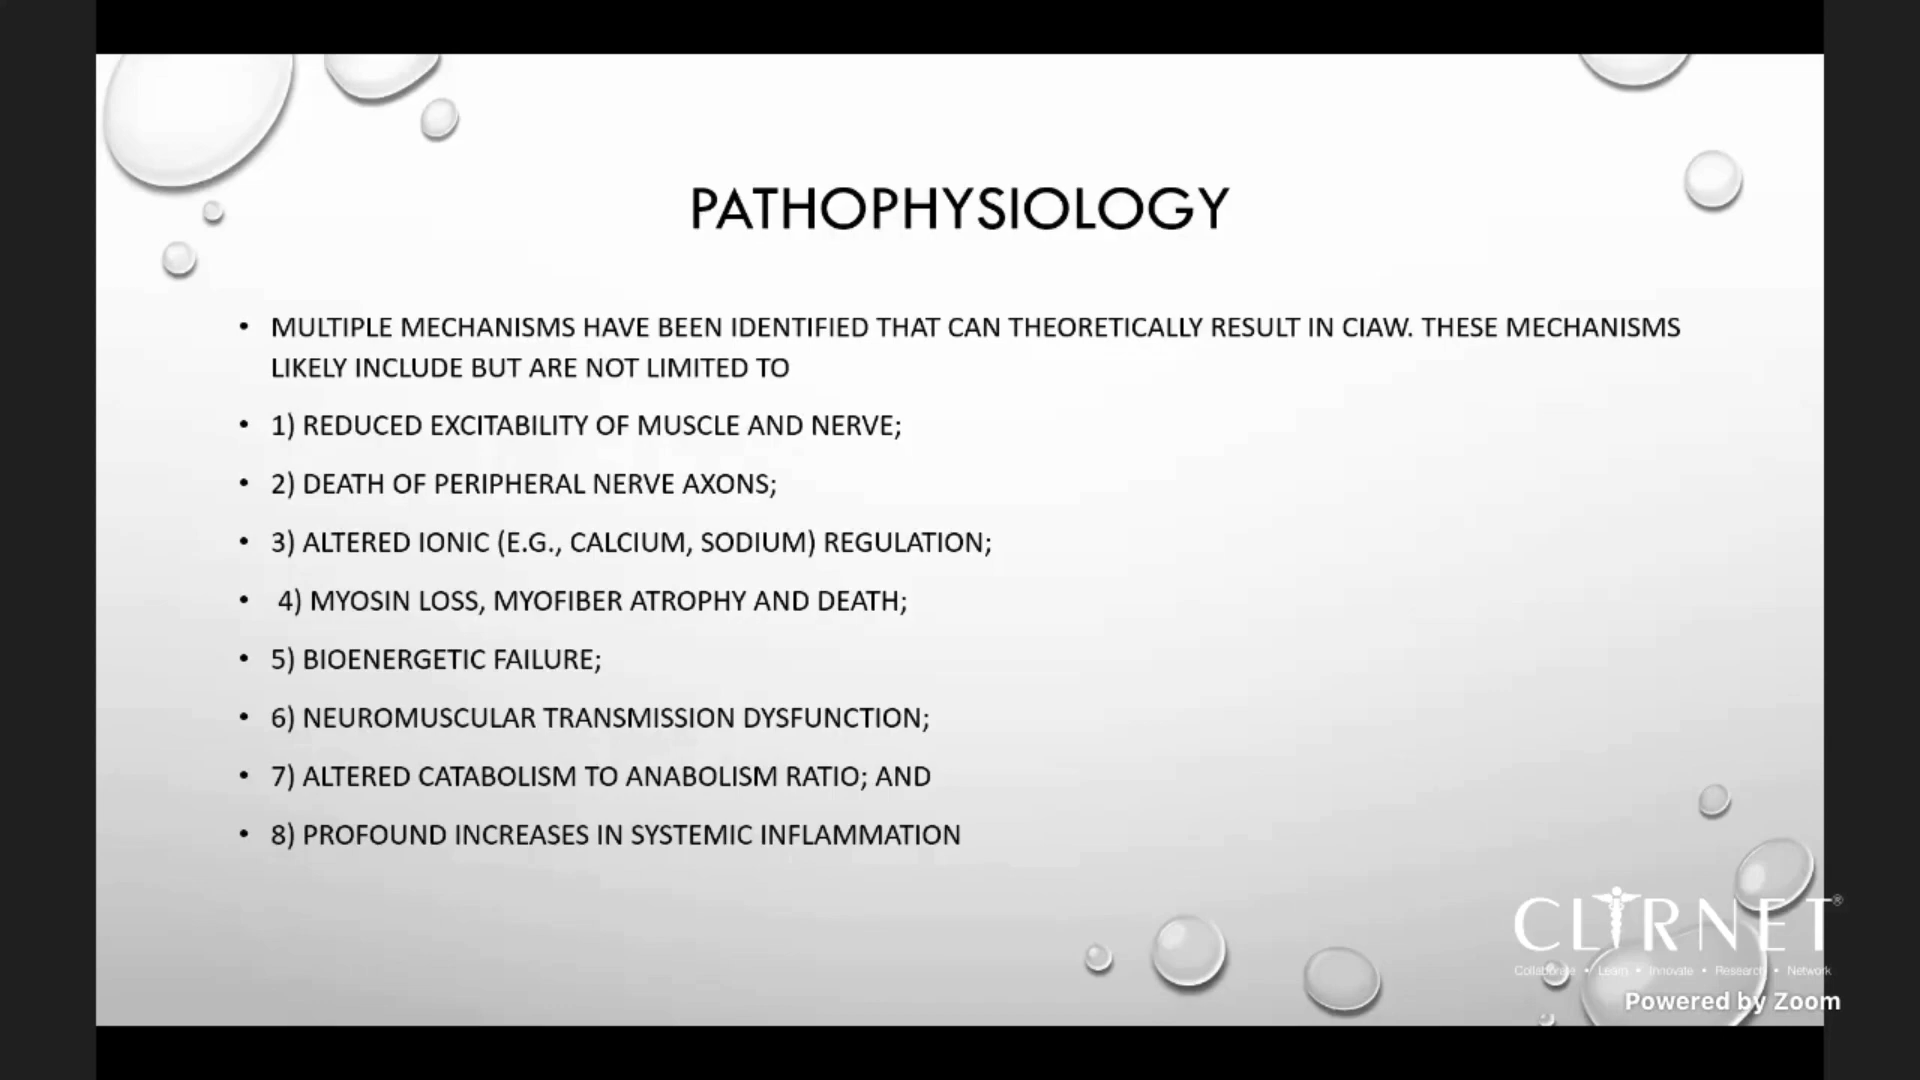 PATHOPHYSIOLOGY
• MULTIPLE MECHANISMS HAVE BEEN IDENTIFIED THAT CAN THEORETICALLY RESULT IN CIAW. THESE MECHANISMS
LIKELY INCLUDE BUT ARE NOT LIMITED TO
• 1) REDUCED EXCITABILITY OF MUSCLE AND NERVE;
• 2) DEATH OF PERIPHERAL NERVE AXONS;
• 3) ALTERED IONIC (E.G., CALCIUM, SODIUM) REGULATION;
• 4) MYOSIN LOSS, MYOFIBER ATROPHY AND DEATH;
• 5) BIOENERGETIC FAILURE;
• 6) NEUROMUSCULAR TRANSMISSION DYSFUNCTION;
• 7) ALTERED CATABOLISM TO ANABOLISM RATIO; AND
• 8) PROFOUND INCREASES IN SYSTEMIC INFLAMMATION
CLIRNET®
Collaborate • Learn • Innovate • Research • Network
Powered by Zoom